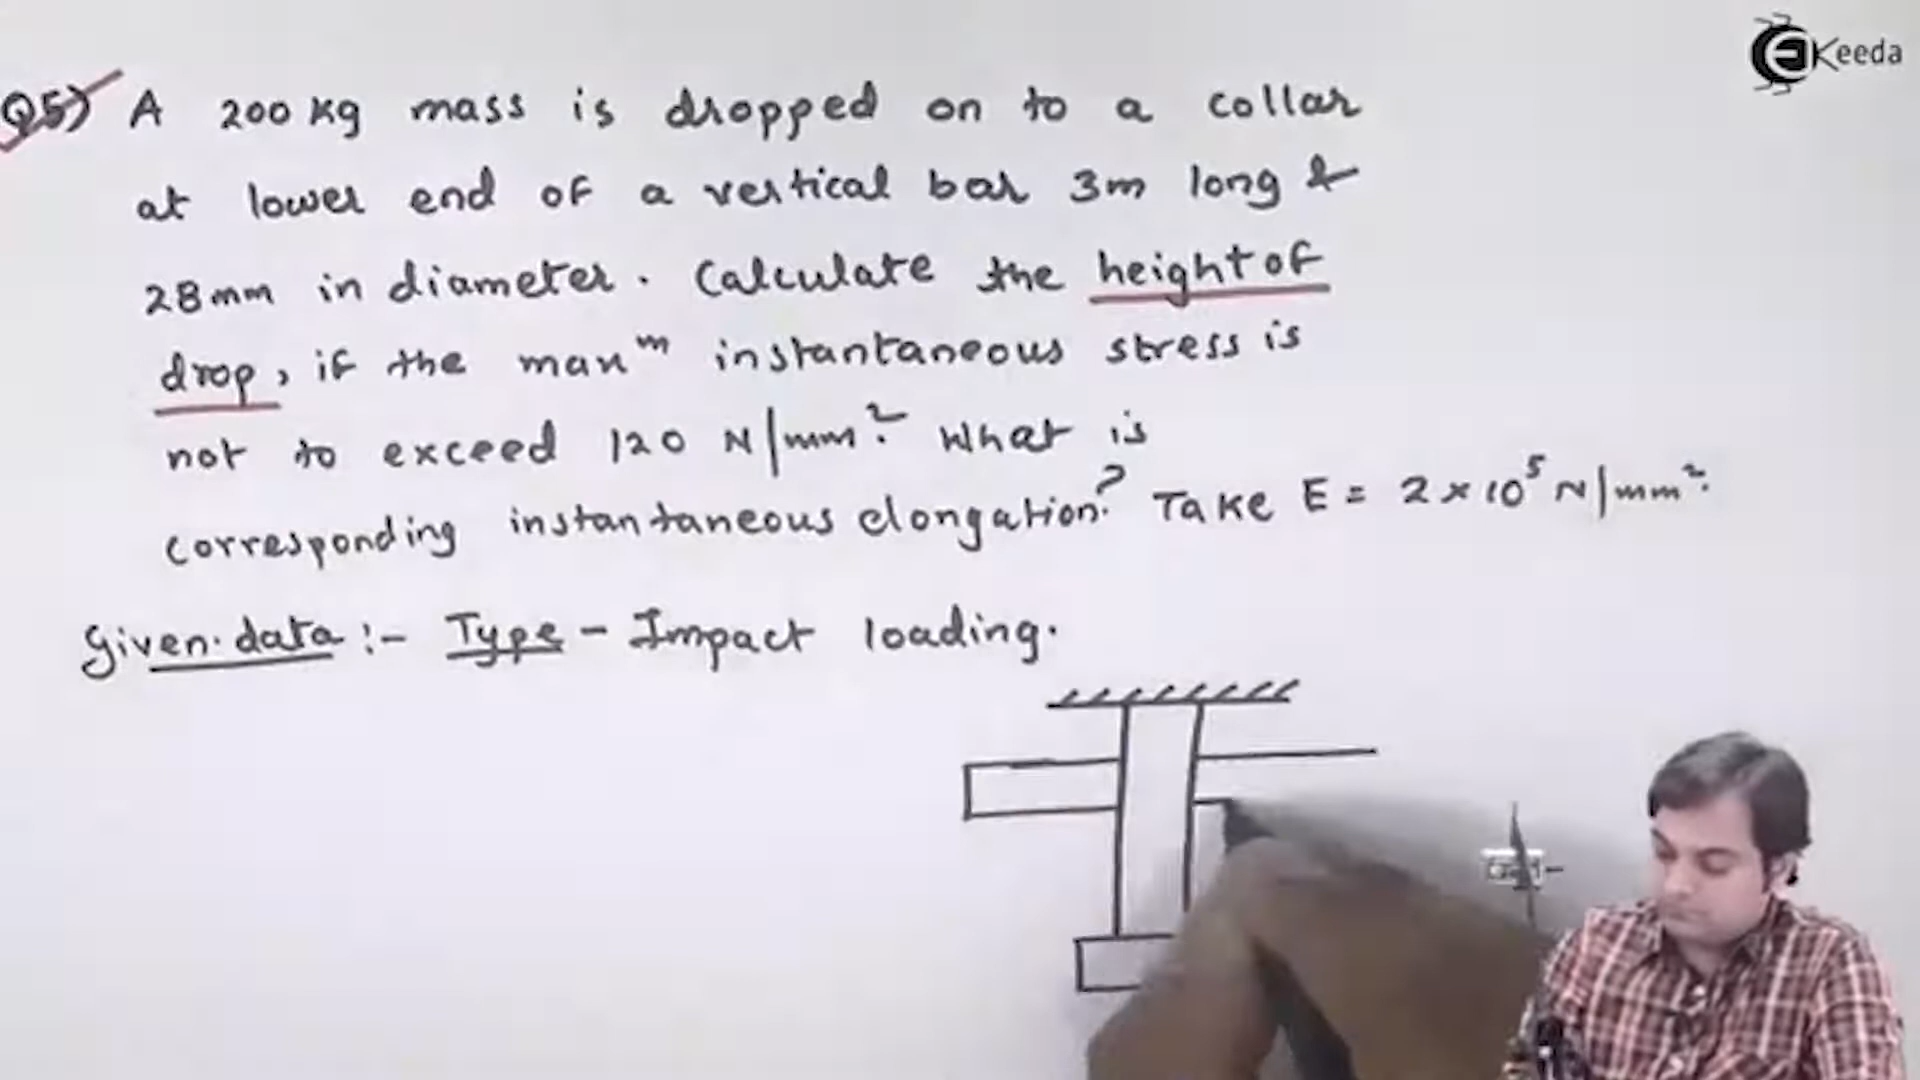 Keeda
Q5) A 200 Kg mass is dropped on to a collar
at lower end of a vertical bar 3m long &
28mm in diameter. Calculate the height of
drop, if the maxᵐ instantaneous stress is
not to exceed 120 N/mm². What is
corresponding instantaneous elongation? Take E = 2×10⁵ N/mm².
Given data :- Type - Impact loading.